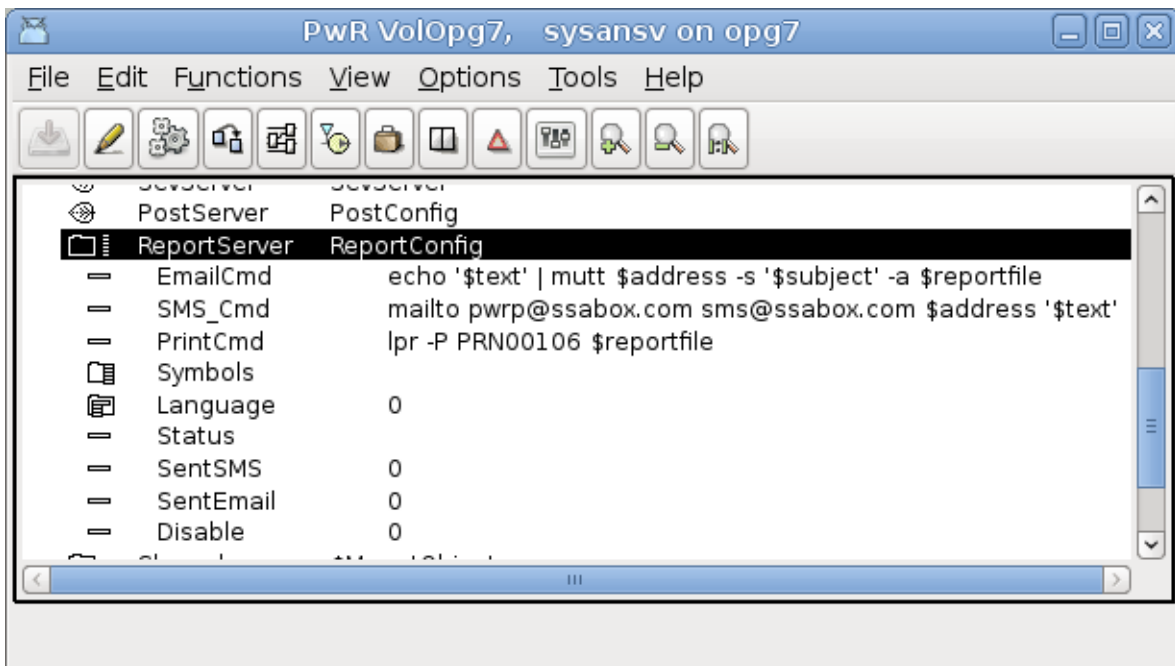 PwR VolOpg7, sysansv on opg7
File Edit Functions View Options Tools Help
PostServer PostConfig
ReportServer ReportConfig
EmailCmd echo '$text' | mutt $address -s '$subject' -a $reportfile
SMS_Cmd mailto pwrp@ssabox.com sms@ssabox.com $address '$text'
PrintCmd lpr -P PRN00106 $reportfile
Symbols
Language 0
Status
SentSMS 0
SentEmail 0
Disable 0